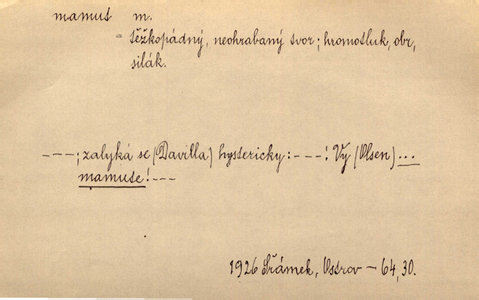 mamut m.
= těžkopádný, neohrabaný tvor; hromotluk, obr,
silák.
---; zalyká se (Davilla) hystericky: ---! Vy (Olsen) ...
mamute! ---
1926 Šrámek, Ostrov – 64, 30.